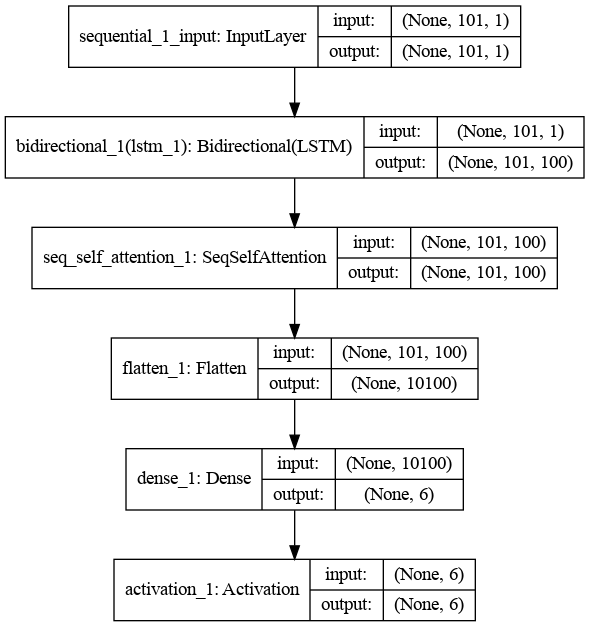 sequential_1_input: InputLayer
input: (None, 101, 1)
output: (None, 101, 1)
bidirectional_1(lstm_1): Bidirectional(LSTM)
input: (None, 101, 1)
output: (None, 101, 100)
seq_self_attention_1: SeqSelfAttention
input: (None, 101, 100)
output: (None, 101, 100)
flatten_1: Flatten
input: (None, 101, 100)
output: (None, 10100)
dense_1: Dense
input: (None, 10100)
output: (None, 6)
activation_1: Activation
input: (None, 6)
output: (None, 6)